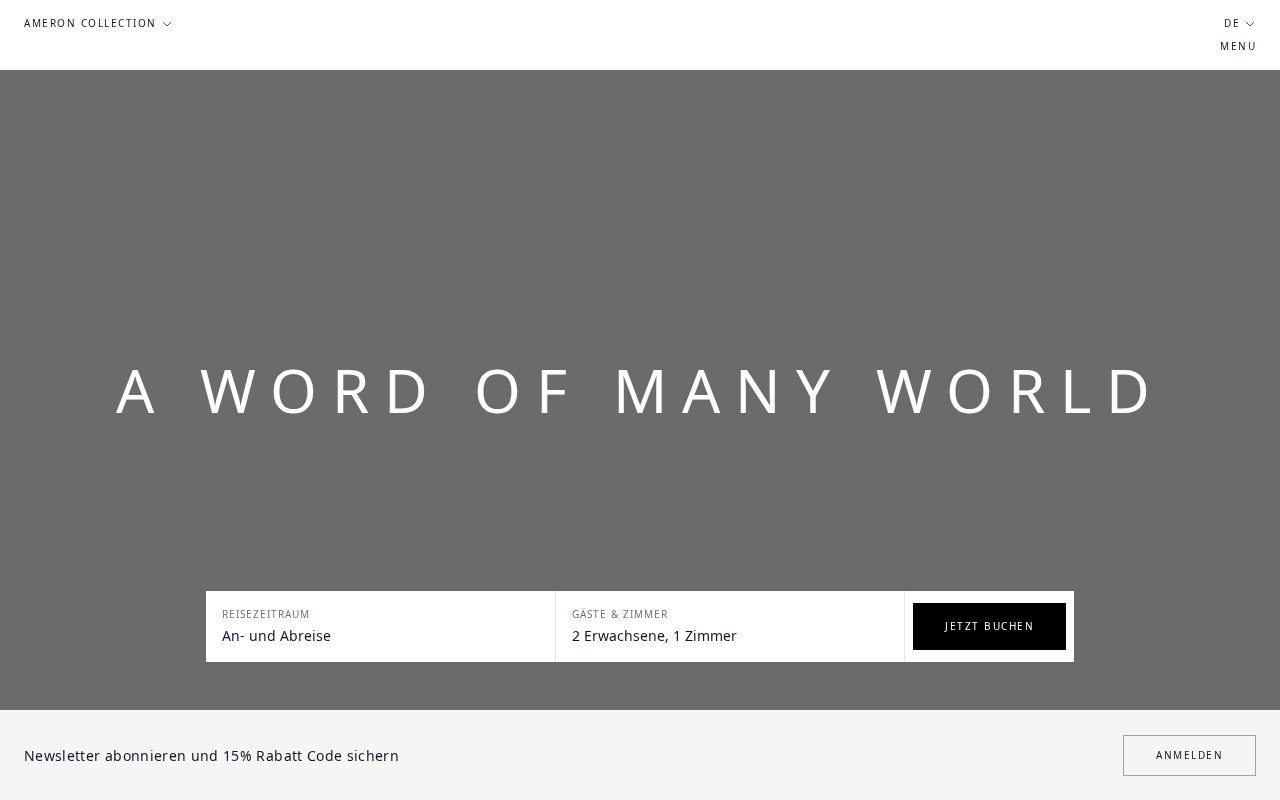 AMERON COLLECTION
DE
MENU
A WORD OF MANY WORLD
REISEZEITRAUM
An- und Abreise
GÄSTE & ZIMMER
2 Erwachsene, 1 Zimmer
JETZT BUCHEN
Newsletter abonnieren und 15% Rabatt Code sichern
ANMELDEN